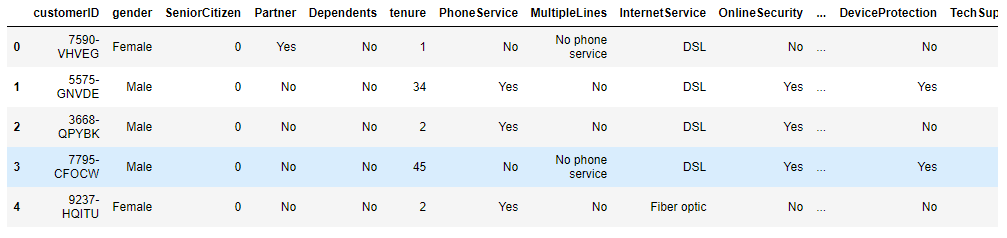 customerID gender SeniorCitizen Partner Dependents tenure PhoneService MultipleLines InternetService OnlineSecurity ... DeviceProtection TechSup
0 7590-VHVEG Female 0 Yes No 1 No No phone service DSL No ... No
1 5575-GNVDE Male 0 No No 34 Yes No DSL Yes ... Yes
2 3668-QPYBK Male 0 No No 2 Yes No DSL Yes ... No
3 7795-CFOCW Male 0 No No 45 No No phone service DSL Yes ... Yes
4 9237-HQITU Female 0 No No 2 Yes No Fiber optic No ... No